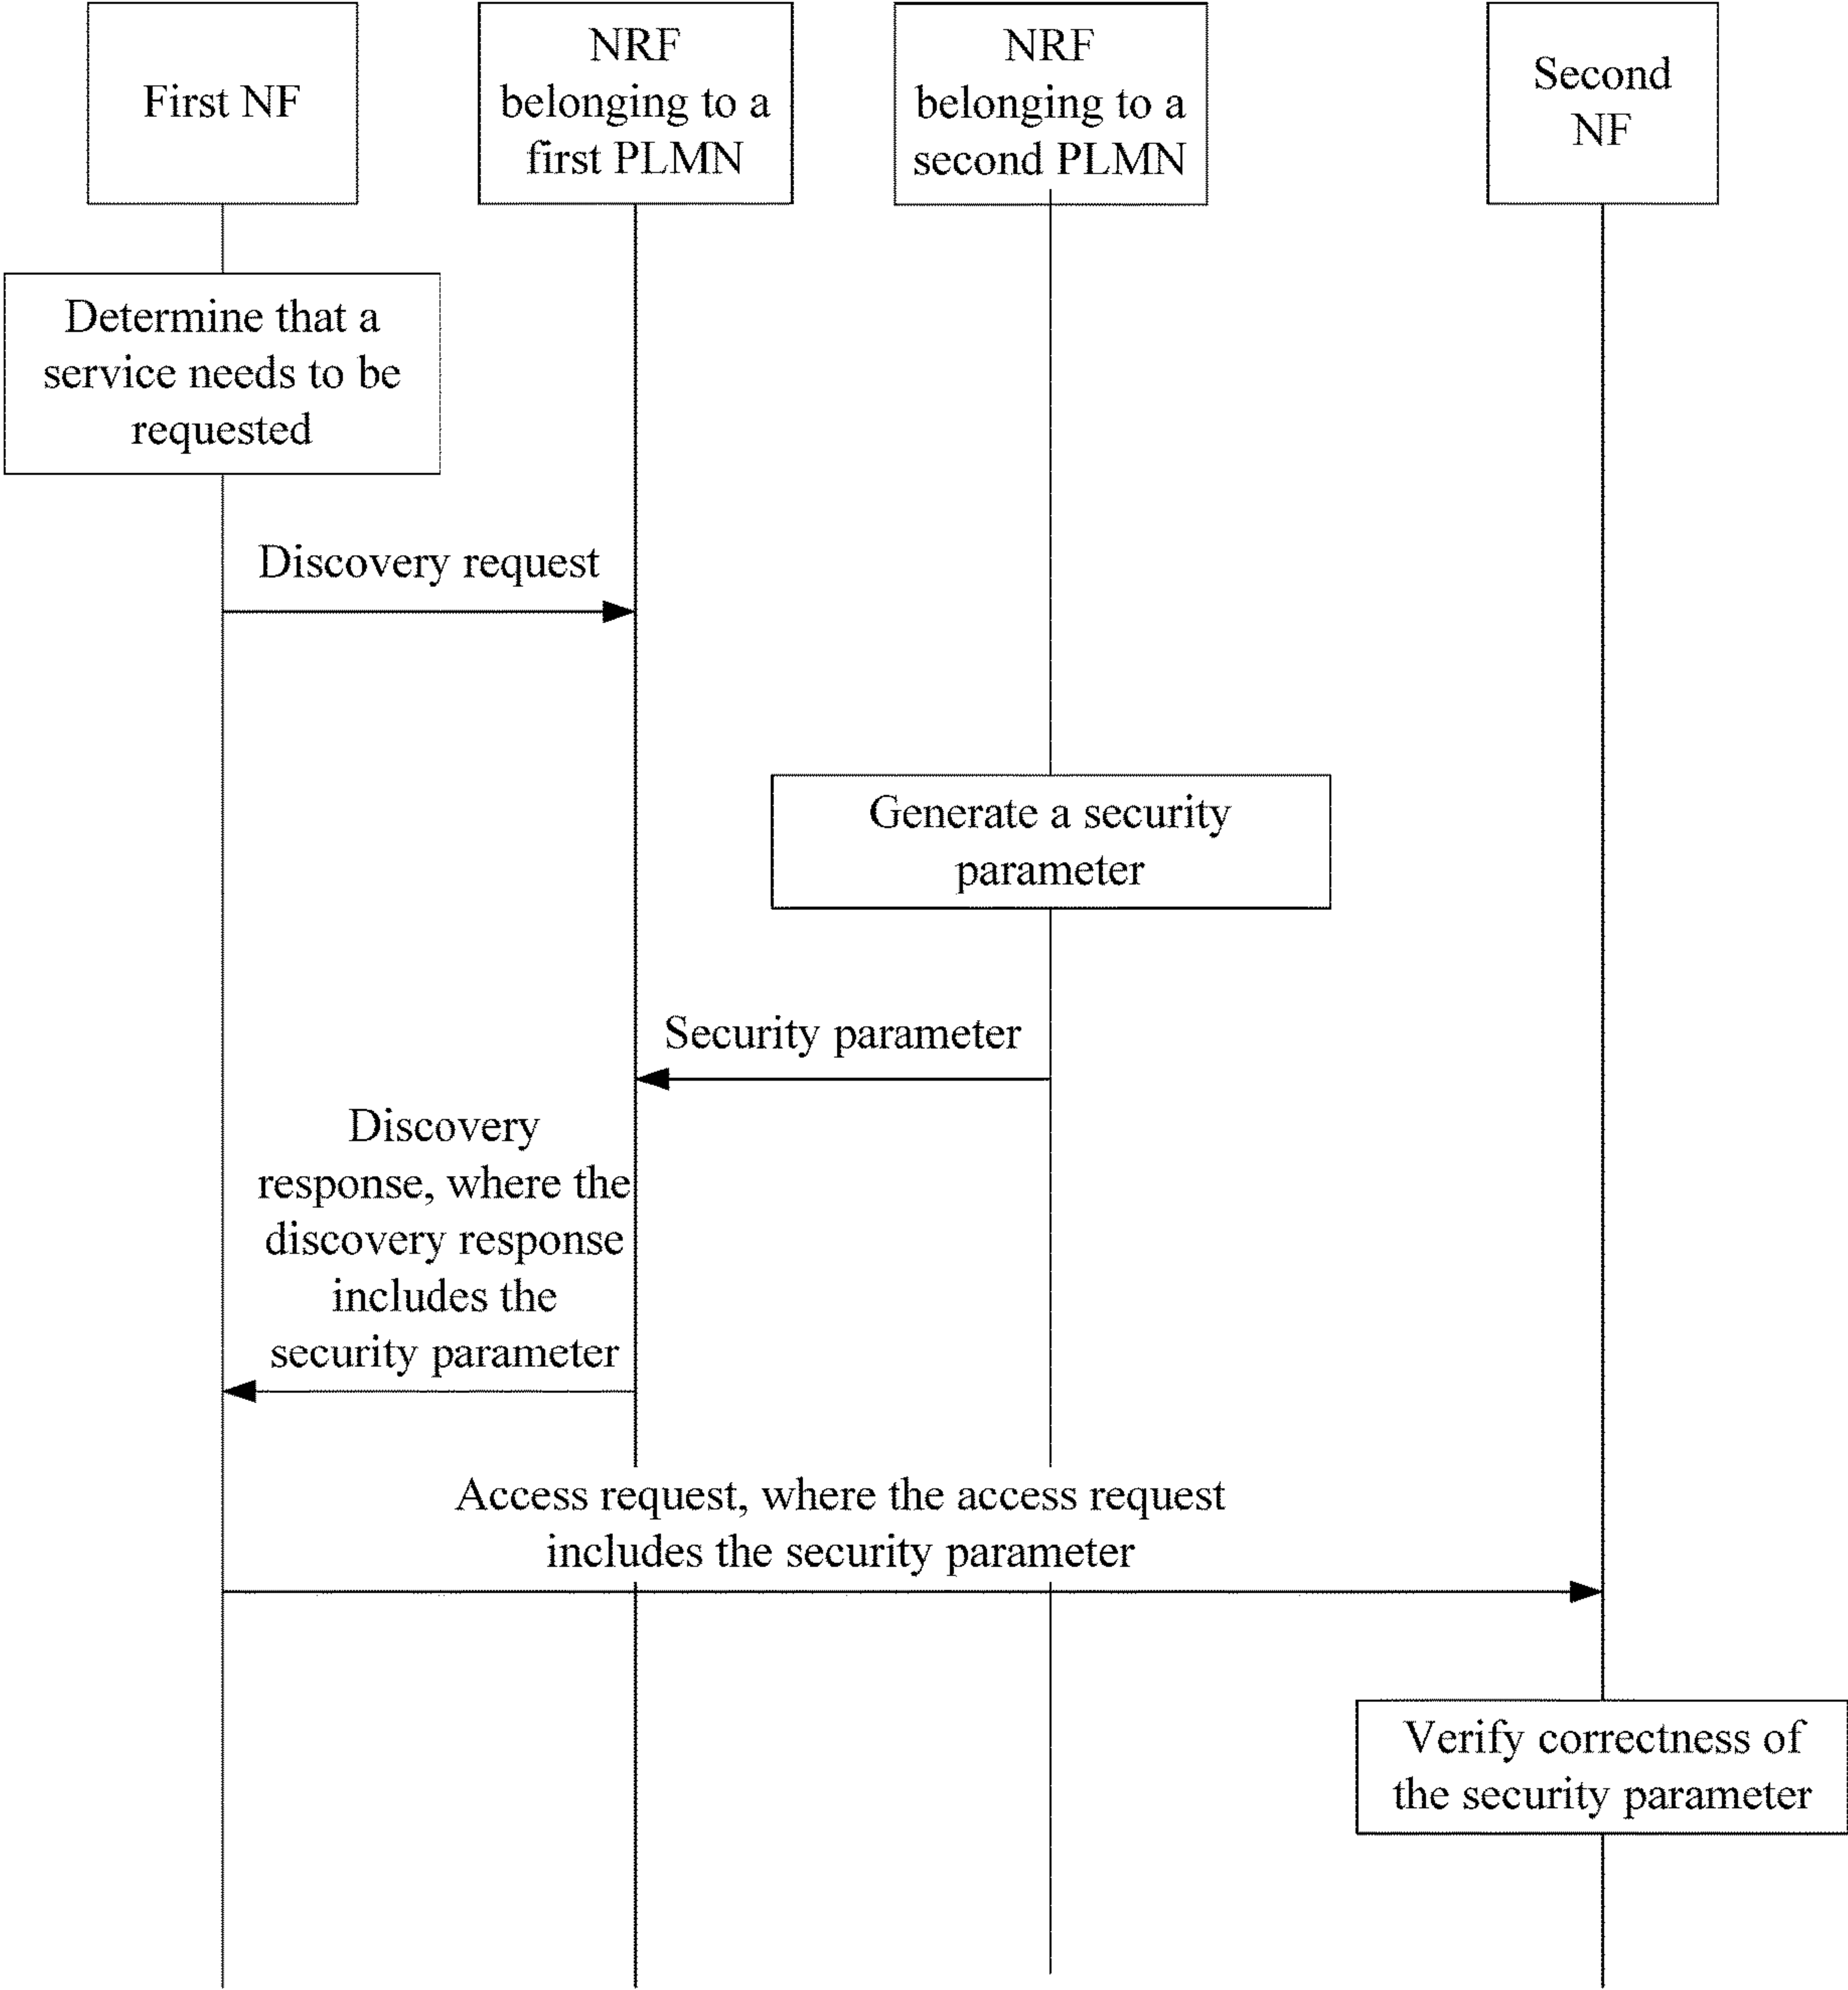 First NF
NRF
belonging to a
first PLMN
NRF
belonging to a
second PLMN
Second
NF
Determine that a
service needs to be
requested
Discovery request
Generate a security
parameter
Security parameter
Discovery
response, where the
discovery response
includes the
security parameter
Access request, where the access request
includes the security parameter
Verify correctness of
the security parameter